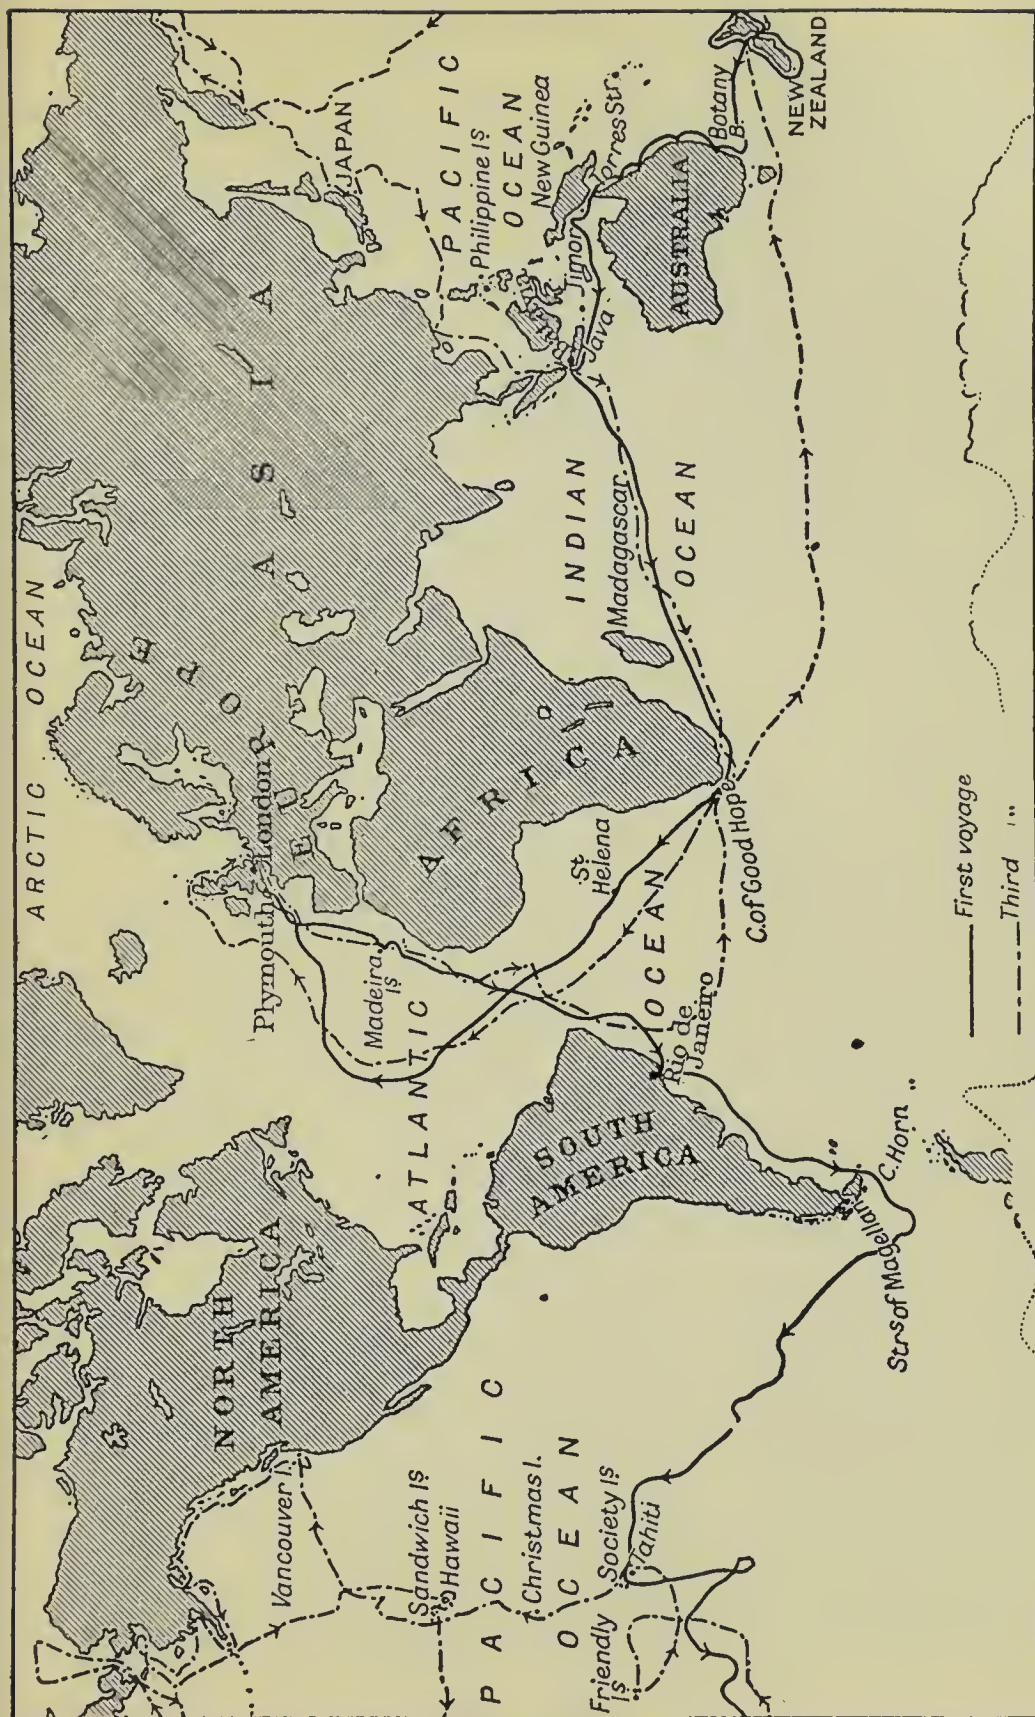 ARCTIC OCEAN
NORTH
AMERICA
Vancouver I.
Sandwich Is
Hawaii
PACIFIC
Christmas I.
OCEAN
Society Is
Tahiti
Friendly
Is
ATLANTIC
OCEAN
SOUTH
AMERICA
Rio de
Janeiro
Strs of Magellan
C. Horn
Plymouth
London
Madeira
Is
EUROPE
ASIA
AFRICA
St
Helena
C. of Good Hope
INDIAN
OCEAN
Madagascar
JAPAN
PACIFIC
OCEAN
Philippine Is
New Guinea
Torres Str.
Timor
Java
AUSTRALIA
Botany
B.
NEW
ZEALAND
First voyage
Third "